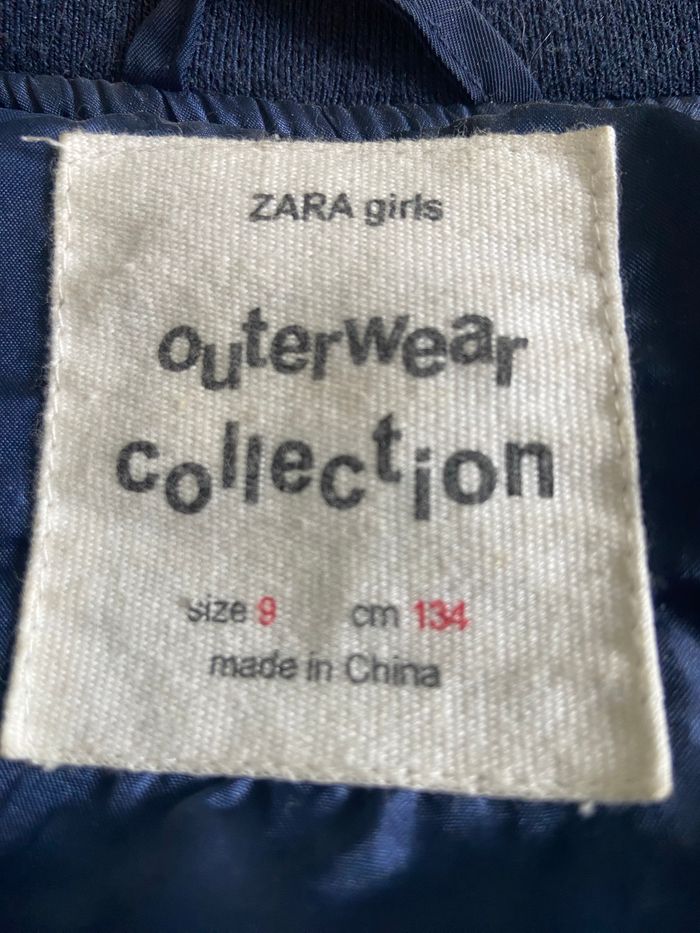 ZARA girls
outerwear
collection
size 9 cm 134
made in China